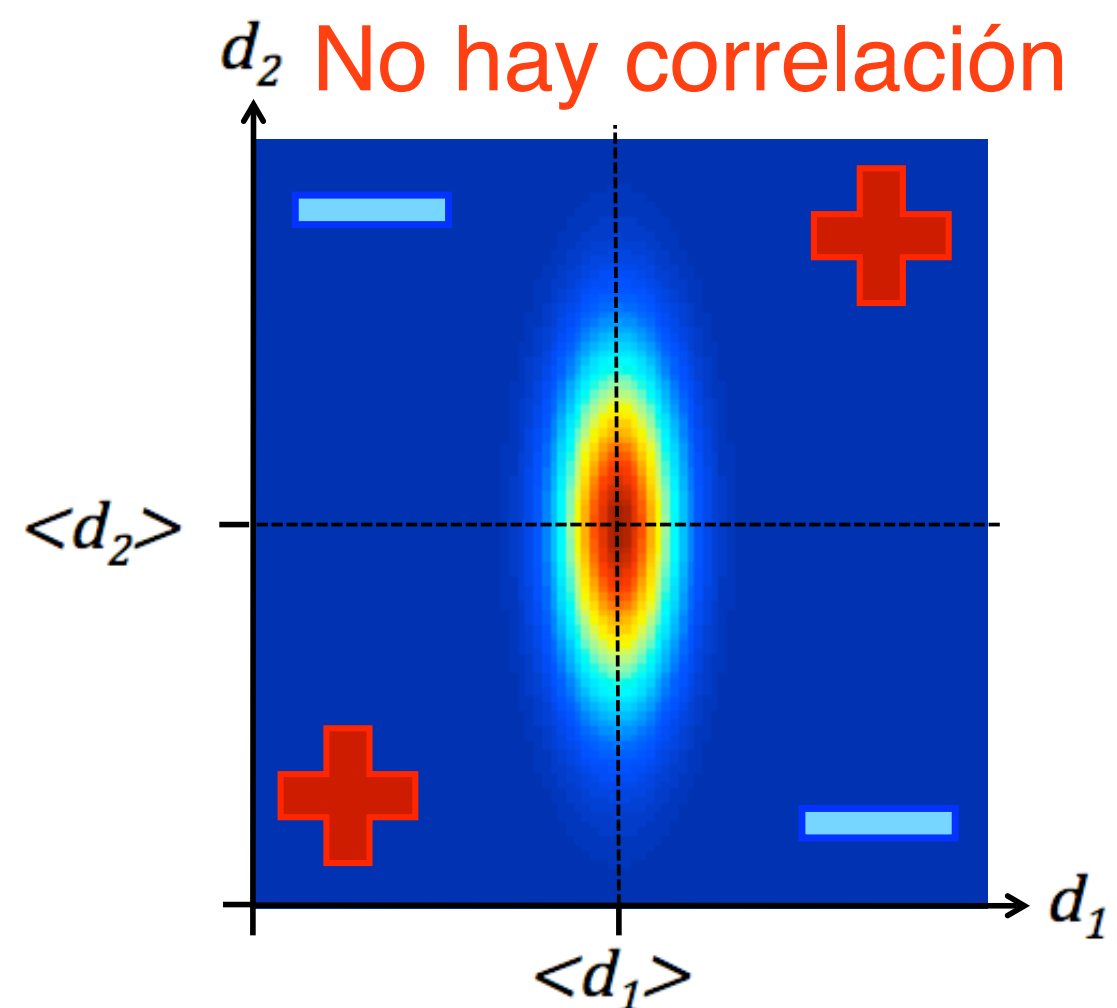 d₂ No hay correlación
<d₂>
d₁
<d₁>